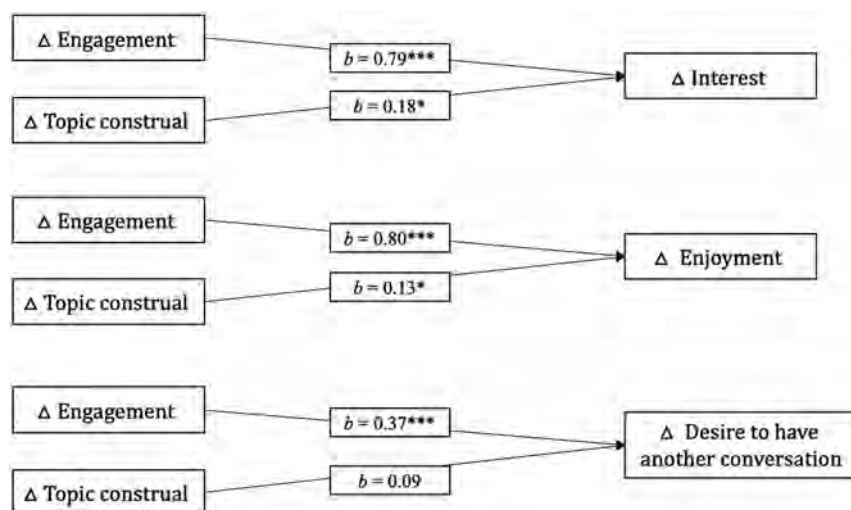 Δ Engagement
b = 0.79***
Δ Interest
b = 0.18*
Δ Topic construal
Δ Engagement
b = 0.80***
Δ Enjoyment
b = 0.13*
Δ Topic construal
Δ Engagement
b = 0.37***
Δ Desire to have
another conversation
b = 0.09
Δ Topic construal